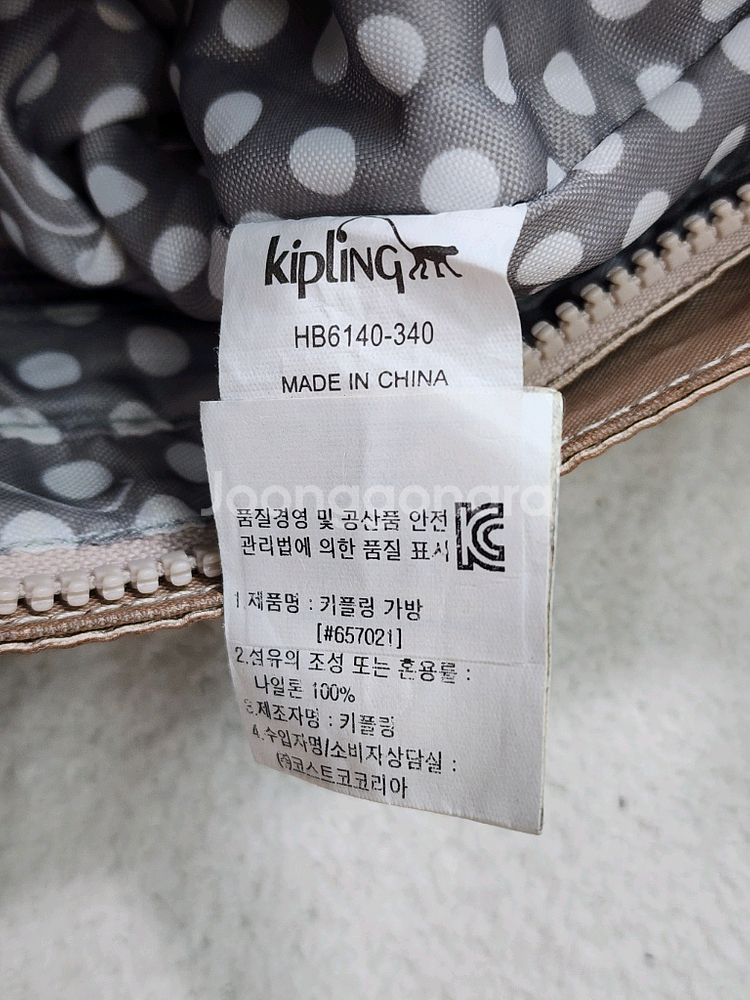 kipling
HB6140-340
MADE IN CHINA
Joonggonara
품질경영 및 공산품 안전
관리법에 의한 품질 표시
1.제품명 : 키플링 가방
[#657021]
2.섬유의 조성 또는 혼용률 :
나일론 100%
3.제조자명 : 키플링
4.수입자명/소비자상담실 :
㈜코스트코코리아